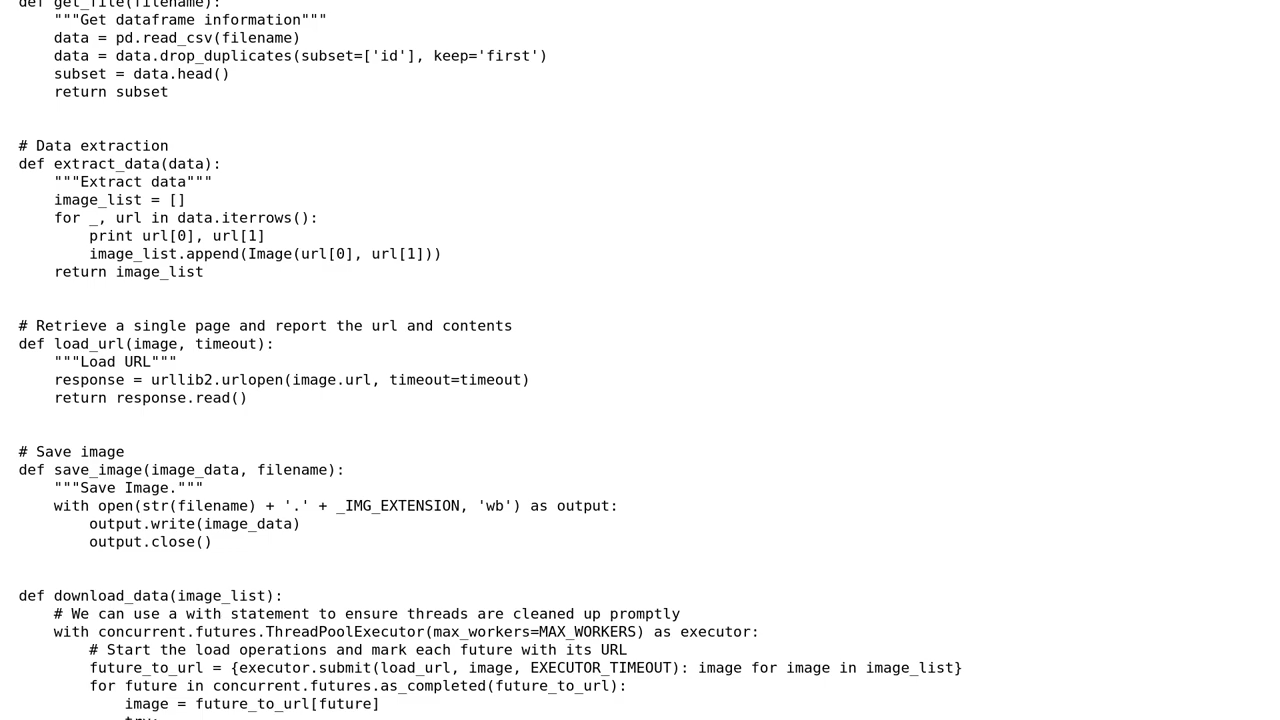 def get_file(filename):
    """Get dataframe information"""
    data = pd.read_csv(filename)
    data = data.drop_duplicates(subset=['id'], keep='first')
    subset = data.head()
    return subset


# Data extraction
def extract_data(data):
    """Extract data"""
    image_list = []
    for _, url in data.iterrows():
        print url[0], url[1]
        image_list.append(Image(url[0], url[1]))
    return image_list


# Retrieve a single page and report the url and contents
def load_url(image, timeout):
    """Load URL"""
    response = urllib2.urlopen(image.url, timeout=timeout)
    return response.read()


# Save image
def save_image(image_data, filename):
    """Save Image."""
    with open(str(filename) + '.' + _IMG_EXTENSION, 'wb') as output:
        output.write(image_data)
        output.close()


def download_data(image_list):
    # We can use a with statement to ensure threads are cleaned up promptly
    with concurrent.futures.ThreadPoolExecutor(max_workers=MAX_WORKERS) as executor:
        # Start the load operations and mark each future with its URL
        future_to_url = {executor.submit(load_url, image, EXECUTOR_TIMEOUT): image for image in image_list}
        for future in concurrent.futures.as_completed(future_to_url):
            image = future_to_url[future]
            try: